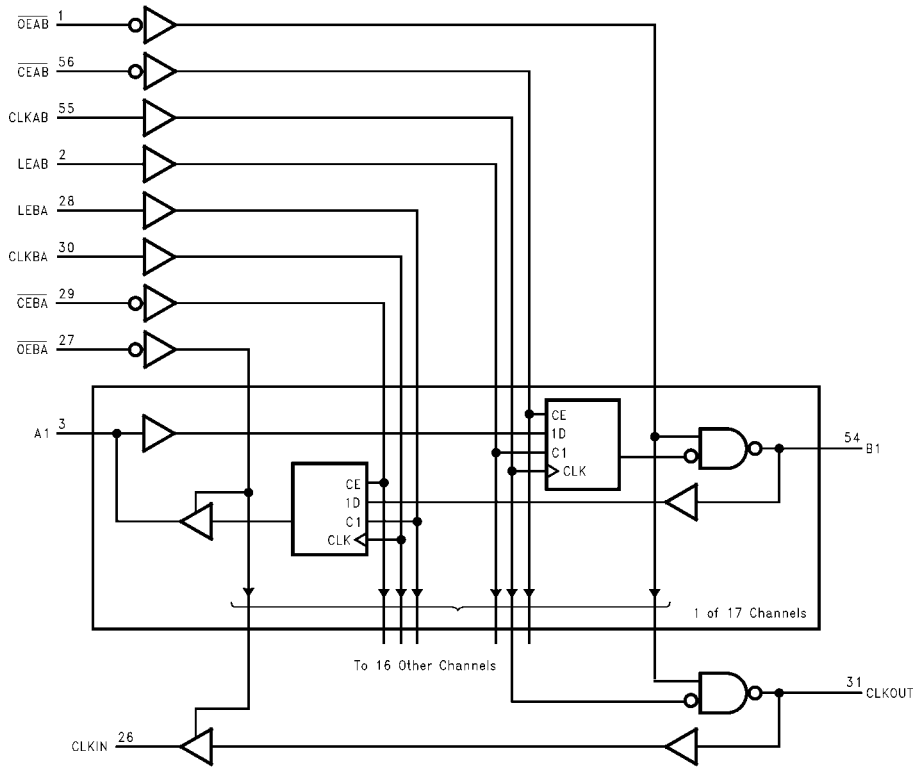 OEAB 1
CEAB 56
CLKAB 55
LEAB 2
LEBA 28
CLKBA 30
CEBA 29
OEBA 27
A1 3
CE
1D
C1
CLK
54 B1
CE
1D
C1
CLK
1 of 17 Channels
To 16 Other Channels
31 CLKOUT
CLKIN 26